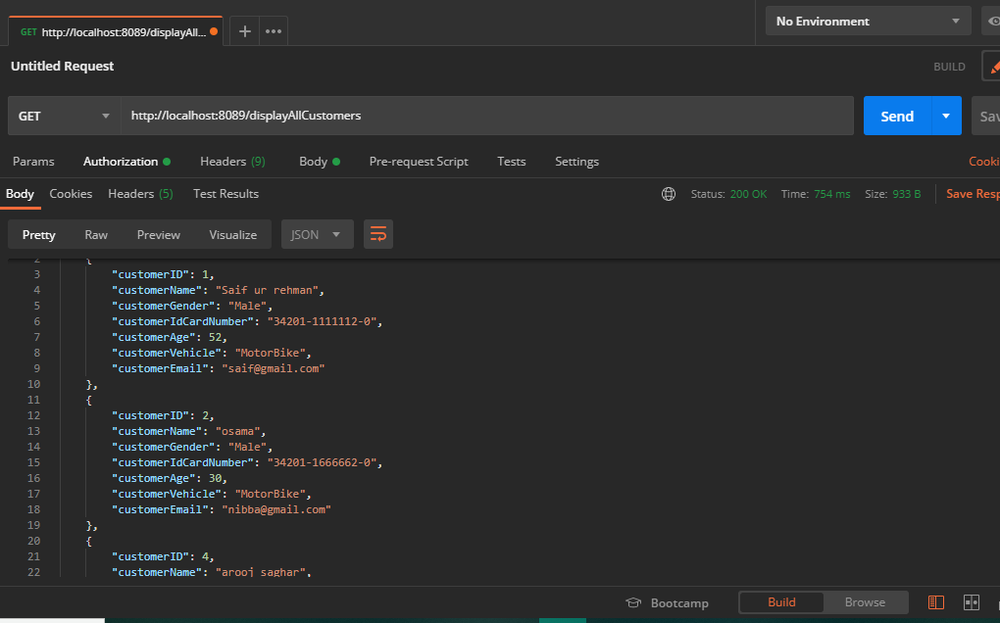 GET http://localhost:8089/displayAll...
No Environment
Untitled Request
BUILD
GET http://localhost:8089/displayAllCustomers
Send
Sav
Params Authorization Headers (9) Body Pre-request Script Tests Settings Cooki
Body Cookies Headers (5) Test Results Status: 200 OK Time: 754 ms Size: 933 B Save Resp
Pretty Raw Preview Visualize JSON
2 {
3 "customerID": 1,
4 "customerName": "Saif ur rehman",
5 "customerGender": "Male",
6 "customerIdCardNumber": "34201-1111112-0",
7 "customerAge": 52,
8 "customerVehicle": "MotorBike",
9 "customerEmail": "saif@gmail.com"
10 },
11 {
12 "customerID": 2,
13 "customerName": "osama",
14 "customerGender": "Male",
15 "customerIdCardNumber": "34201-1666662-0",
16 "customerAge": 30,
17 "customerVehicle": "MotorBike",
18 "customerEmail": "nibba@gmail.com"
19 },
20 {
21 "customerID": 4,
22 "customerName": "arooj saghar",
Bootcamp Build Browse